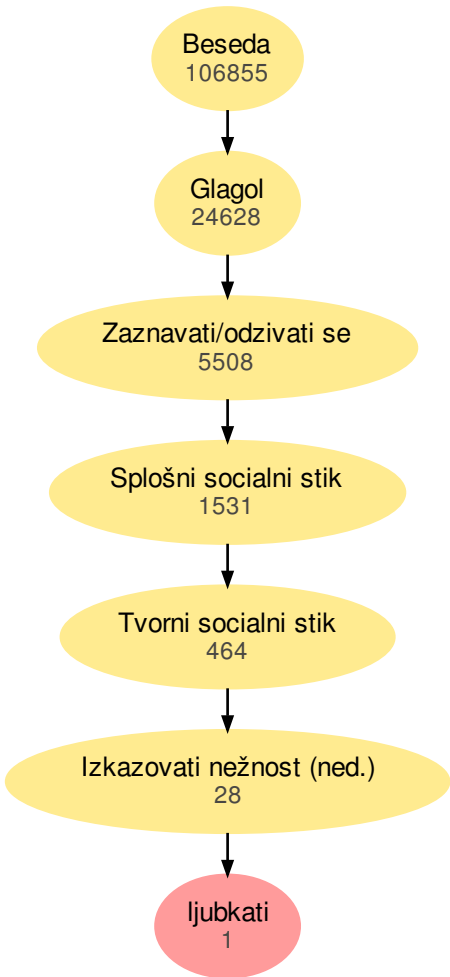 Beseda
106855
Glagol
24628
Zaznavati/odzivati se
5508
Splošni socialni stik
1531
Tvorni socialni stik
464
Izkazovati nežnost (ned.)
28
ljubkati
1